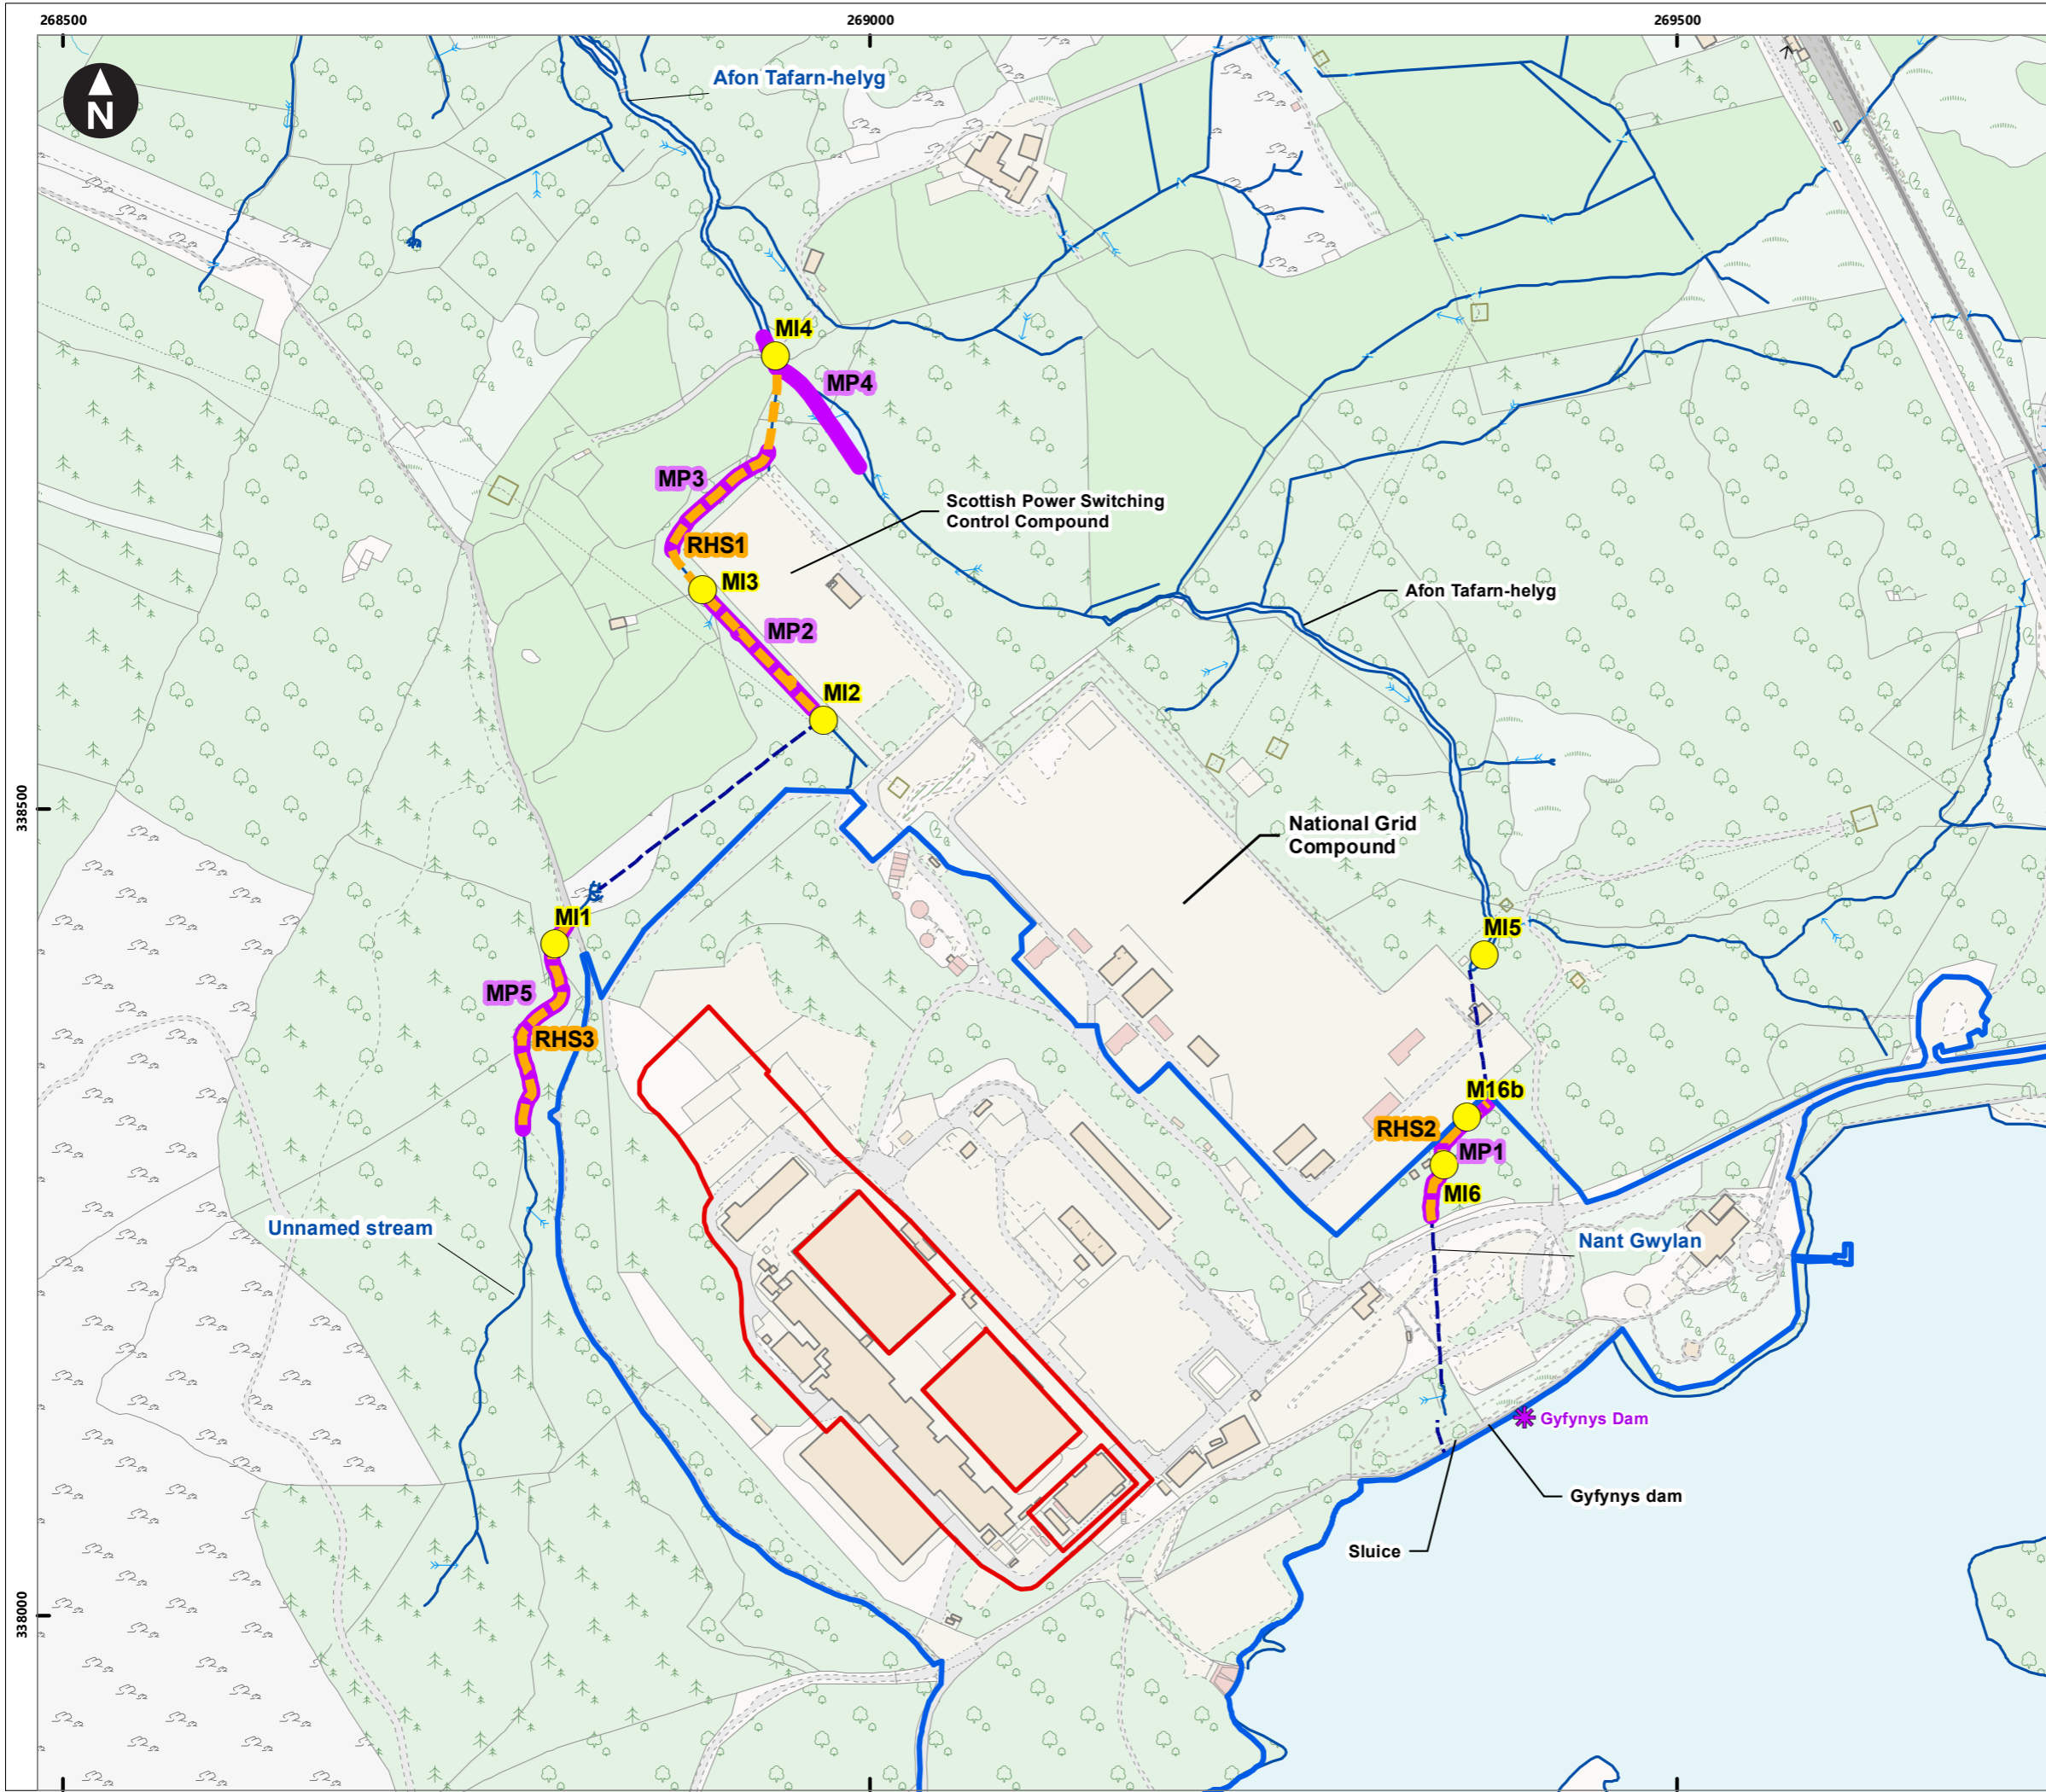 268500
269000
269500
N
Afon Tafarn-helyg
MI4
MP4
MP3
Scottish Power Switching
Control Compound
RHS1
MI3
Afon Tafarn-helyg
MP2
MI2
338500
National Grid
Compound
MI1
MI5
MP5
RHS3
M16b
RHS2
MP1
MI6
Unnamed stream
Nant Gwylan
Gyfynys Dam
Gyfynys dam
Sluice
338000